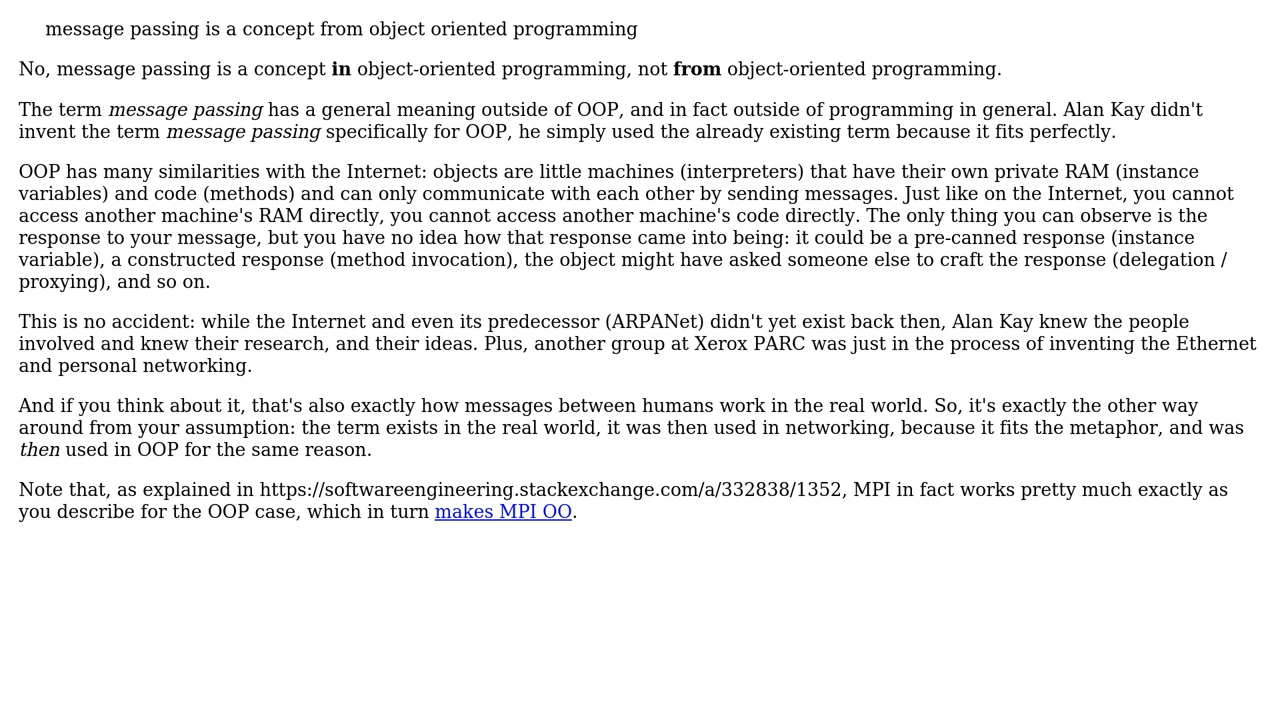 message passing is a concept from object oriented programming
No, message passing is a concept in object-oriented programming, not from object-oriented programming.
The term message passing has a general meaning outside of OOP, and in fact outside of programming in general. Alan Kay didn't
invent the term message passing specifically for OOP, he simply used the already existing term because it fits perfectly.
OOP has many similarities with the Internet: objects are little machines (interpreters) that have their own private RAM (instance
variables) and code (methods) and can only communicate with each other by sending messages. Just like on the Internet, you cannot
access another machine's RAM directly, you cannot access another machine's code directly. The only thing you can observe is the
response to your message, but you have no idea how that response came into being: it could be a pre-canned response (instance
variable), a constructed response (method invocation), the object might have asked someone else to craft the response (delegation /
proxying), and so on.
This is no accident: while the Internet and even its predecessor (ARPANet) didn't yet exist back then, Alan Kay knew the people
involved and knew their research, and their ideas. Plus, another group at Xerox PARC was just in the process of inventing the Ethernet
and personal networking.
And if you think about it, that's also exactly how messages between humans work in the real world. So, it's exactly the other way
around from your assumption: the term exists in the real world, it was then used in networking, because it fits the metaphor, and was
then used in OOP for the same reason.
Note that, as explained in https://softwareengineering.stackexchange.com/a/332838/1352, MPI in fact works pretty much exactly as
you describe for the OOP case, which in turn makes MPI OO.